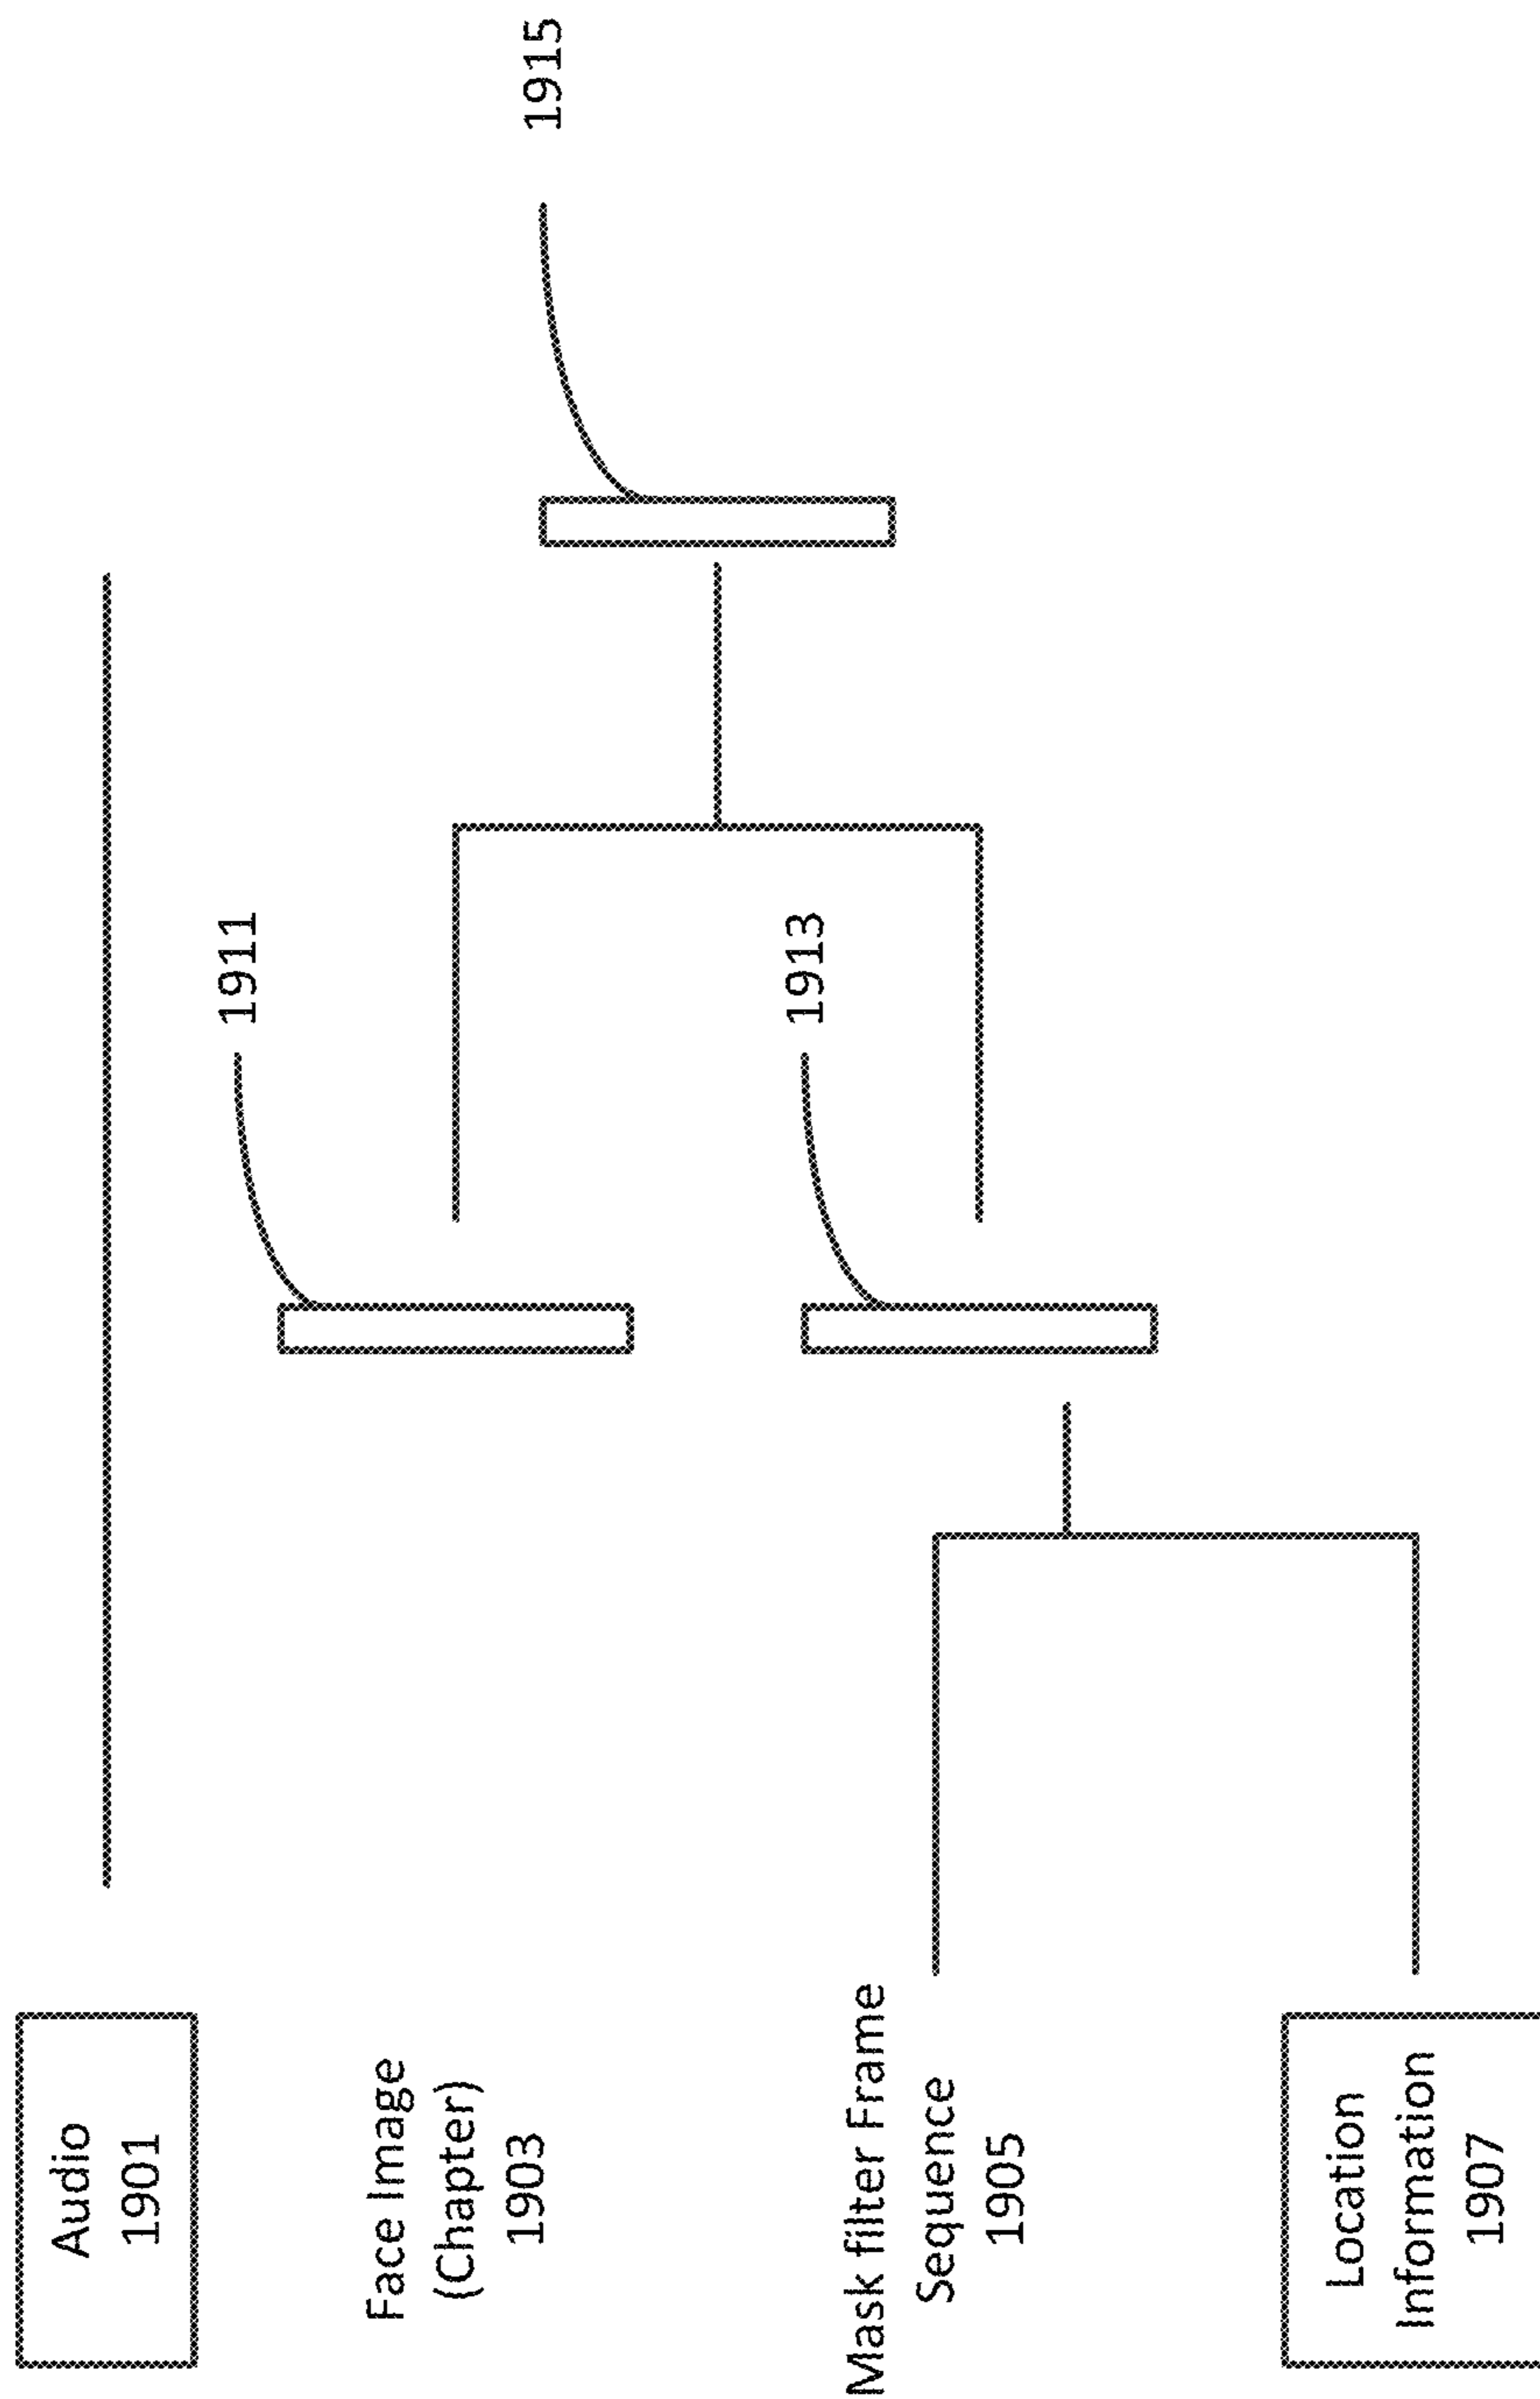 Audio
1901
Face Image
(Chapter)
1903
Mask filter Frame
Sequence
1905
Location
Information
1907
1911
1913
1915